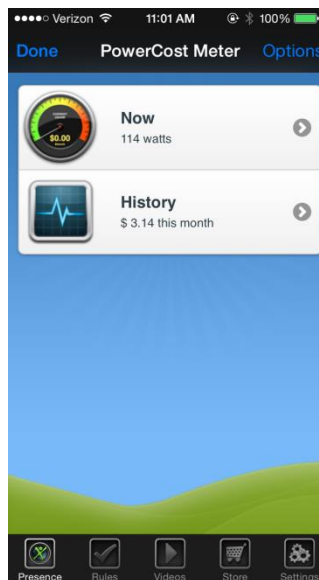 Verizon 11:01 AM 100%
Done PowerCost Meter Options
Now
114 watts
$0.00
History
$ 3.14 this month
Presence Rules Videos Store Settings